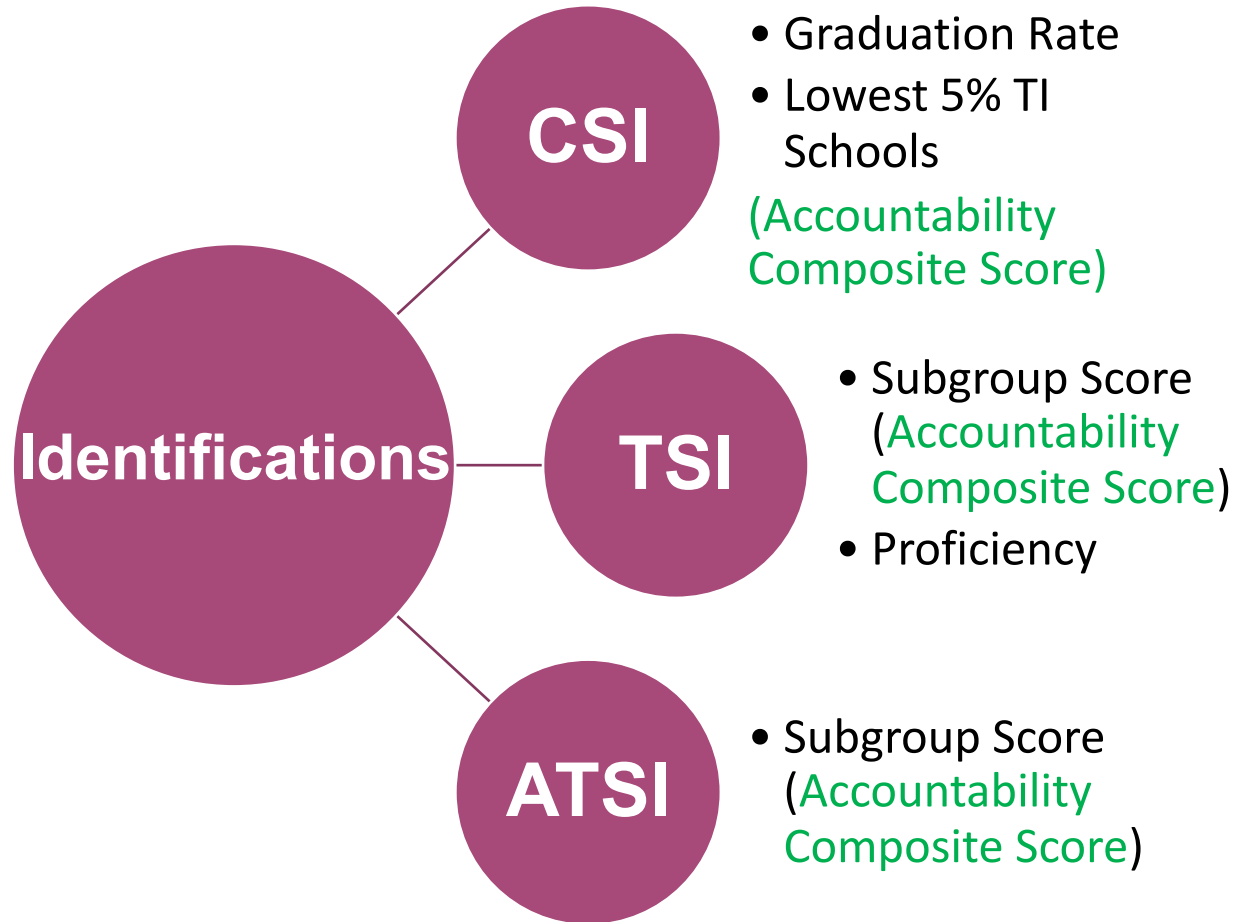 CSI
• Graduation Rate
• Lowest 5% TI
Schools
(Accountability
Composite Score)
Identifications
TSI
• Subgroup Score
(Accountability
Composite Score)
• Proficiency
ATSI
• Subgroup Score
(Accountability
Composite Score)